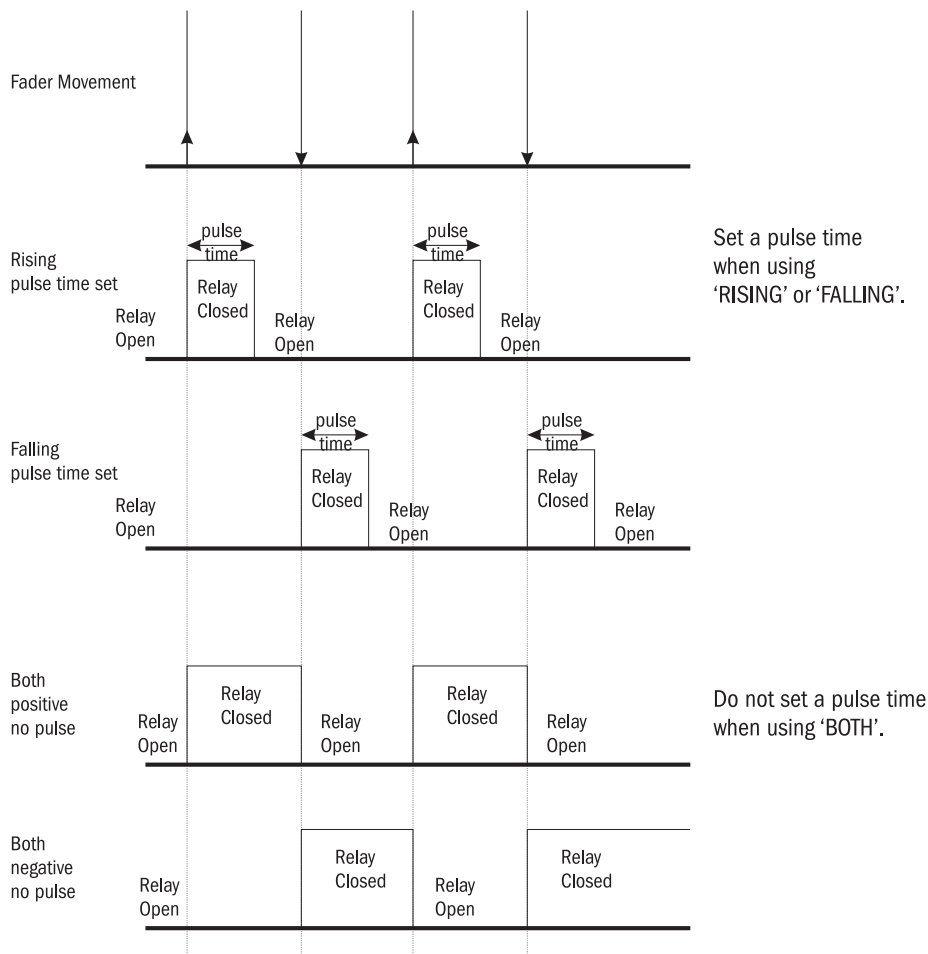 Fader Movement
pulse
time
pulse
time
Rising
pulse time set
Relay
Closed
Relay
Closed
Relay
Open
Relay
Open
Relay
Open
Set a pulse time
when using
‘RISING’ or ‘FALLING’.
pulse
time
pulse
time
Falling
pulse time set
Relay
Closed
Relay
Closed
Relay
Open
Relay
Open
Relay
Open
Both
positive
no pulse
Relay
Closed
Relay
Closed
Relay
Open
Relay
Open
Relay
Open
Do not set a pulse time
when using ‘BOTH’.
Both
negative
no pulse
Relay
Closed
Relay
Closed
Relay
Open
Relay
Open